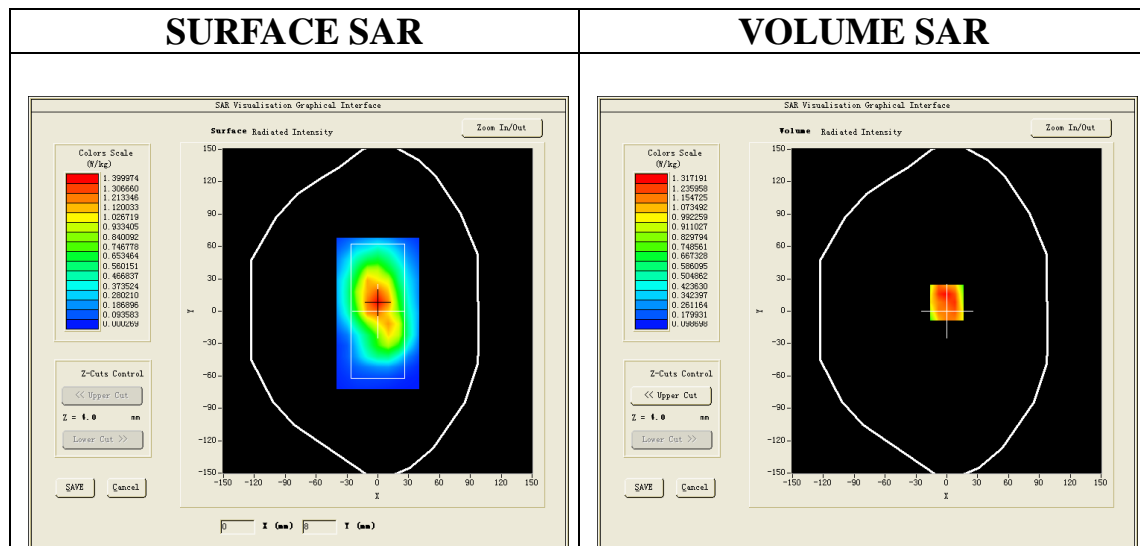 SURFACE SAR
VOLUME SAR
SAR Visualisation Graphical Interface
Surface Radiated Intensity
Zoom In/Out
Colors Scale
(W/kg)
1.399974
1.306660
1.213346
1.120033
1.026719
0.933405
0.840092
0.746778
0.653464
0.560151
0.466837
0.373524
0.280210
0.186896
0.093583
0.000269
150
120
90
60
30
0
-30
-60
-90
-120
-150
Y
-150 -120 -90 -60 -30 0 30 60 90 120 150
X
Z-Cuts Control
<< Upper Cut
Z = 4.0 mm
Lower Cut >>
SAVE Cancel
0 X (mm) 8 Y (mm)
SAR Visualisation Graphical Interface
Volume Radiated Intensity
Zoom In/Out
Colors Scale
(W/kg)
1.317191
1.235958
1.154725
1.073492
0.992259
0.911027
0.829794
0.748561
0.667328
0.586095
0.504862
0.423630
0.342397
0.261164
0.179931
0.098698
150
120
90
60
30
0
-30
-60
-90
-120
-150
Y
-150 -120 -90 -60 -30 0 30 60 90 120 150
X
Z-Cuts Control
<< Upper Cut
Z = 4.0 mm
Lower Cut >>
SAVE Cancel